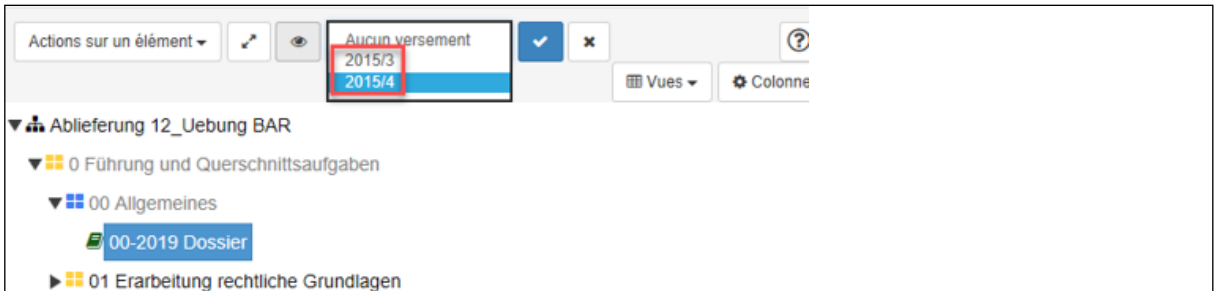 Actions sur un élément
Aucun versement
2015/3
2015/4
Vues
Colonne
Ablieferung 12_Uebung BAR
0 Führung und Querschnittsaufgaben
00 Allgemeines
00-2019 Dossier
01 Erarbeitung rechtliche Grundlagen